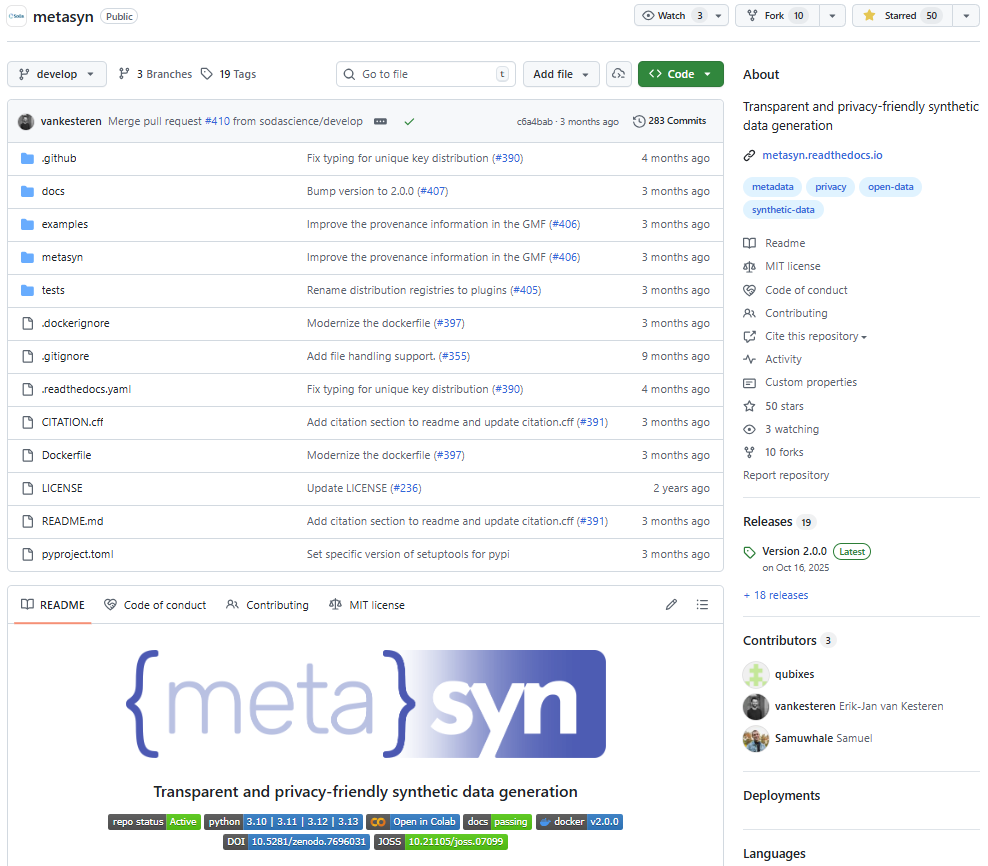 Sodia metasyn Public Watch 3 Fork 10 Starred 50
develop 3 Branches 19 Tags Go to file t Add file Code
vankesteren Merge pull request #410 from sodascience/develop c6a4bab · 3 months ago 283 Commits
.github Fix typing for unique key distribution (#390) 4 months ago
docs Bump version to 2.0.0 (#407) 3 months ago
examples Improve the provenance information in the GMF (#406) 3 months ago
metasyn Improve the provenance information in the GMF (#406) 3 months ago
tests Rename distribution registries to plugins (#405) 3 months ago
.dockerignore Modernize the dockerfile (#397) 3 months ago
.gitignore Add file handling support. (#355) 9 months ago
.readthedocs.yaml Fix typing for unique key distribution (#390) 4 months ago
CITATION.cff Add citation section to readme and update citation.cff (#391) 3 months ago
Dockerfile Modernize the dockerfile (#397) 3 months ago
LICENSE Update LICENSE (#236) 2 years ago
README.md Add citation section to readme and update citation.cff (#391) 3 months ago
pyproject.toml Set specific version of setuptools for pypi 3 months ago
README Code of conduct Contributing MIT license
{meta} syn
Transparent and privacy-friendly synthetic data generation
repo status Active python 3.10 | 3.11 | 3.12 | 3.13 Open in Colab docs passing docker v2.0.0
DOI 10.5281/zenodo.7696031 JOSS 10.21105/joss.07099
About
Transparent and privacy-friendly synthetic
data generation
metasyn.readthedocs.io
metadata privacy open-data
synthetic-data
Readme
MIT license
Code of conduct
Contributing
Cite this repository
Activity
Custom properties
50 stars
3 watching
10 forks
Report repository
Releases 19
Version 2.0.0 Latest
on Oct 16, 2025
+ 18 releases
Contributors 3
qubixes
vankesteren Erik-Jan van Kesteren
Samuwhale Samuel
Deployments
Languages